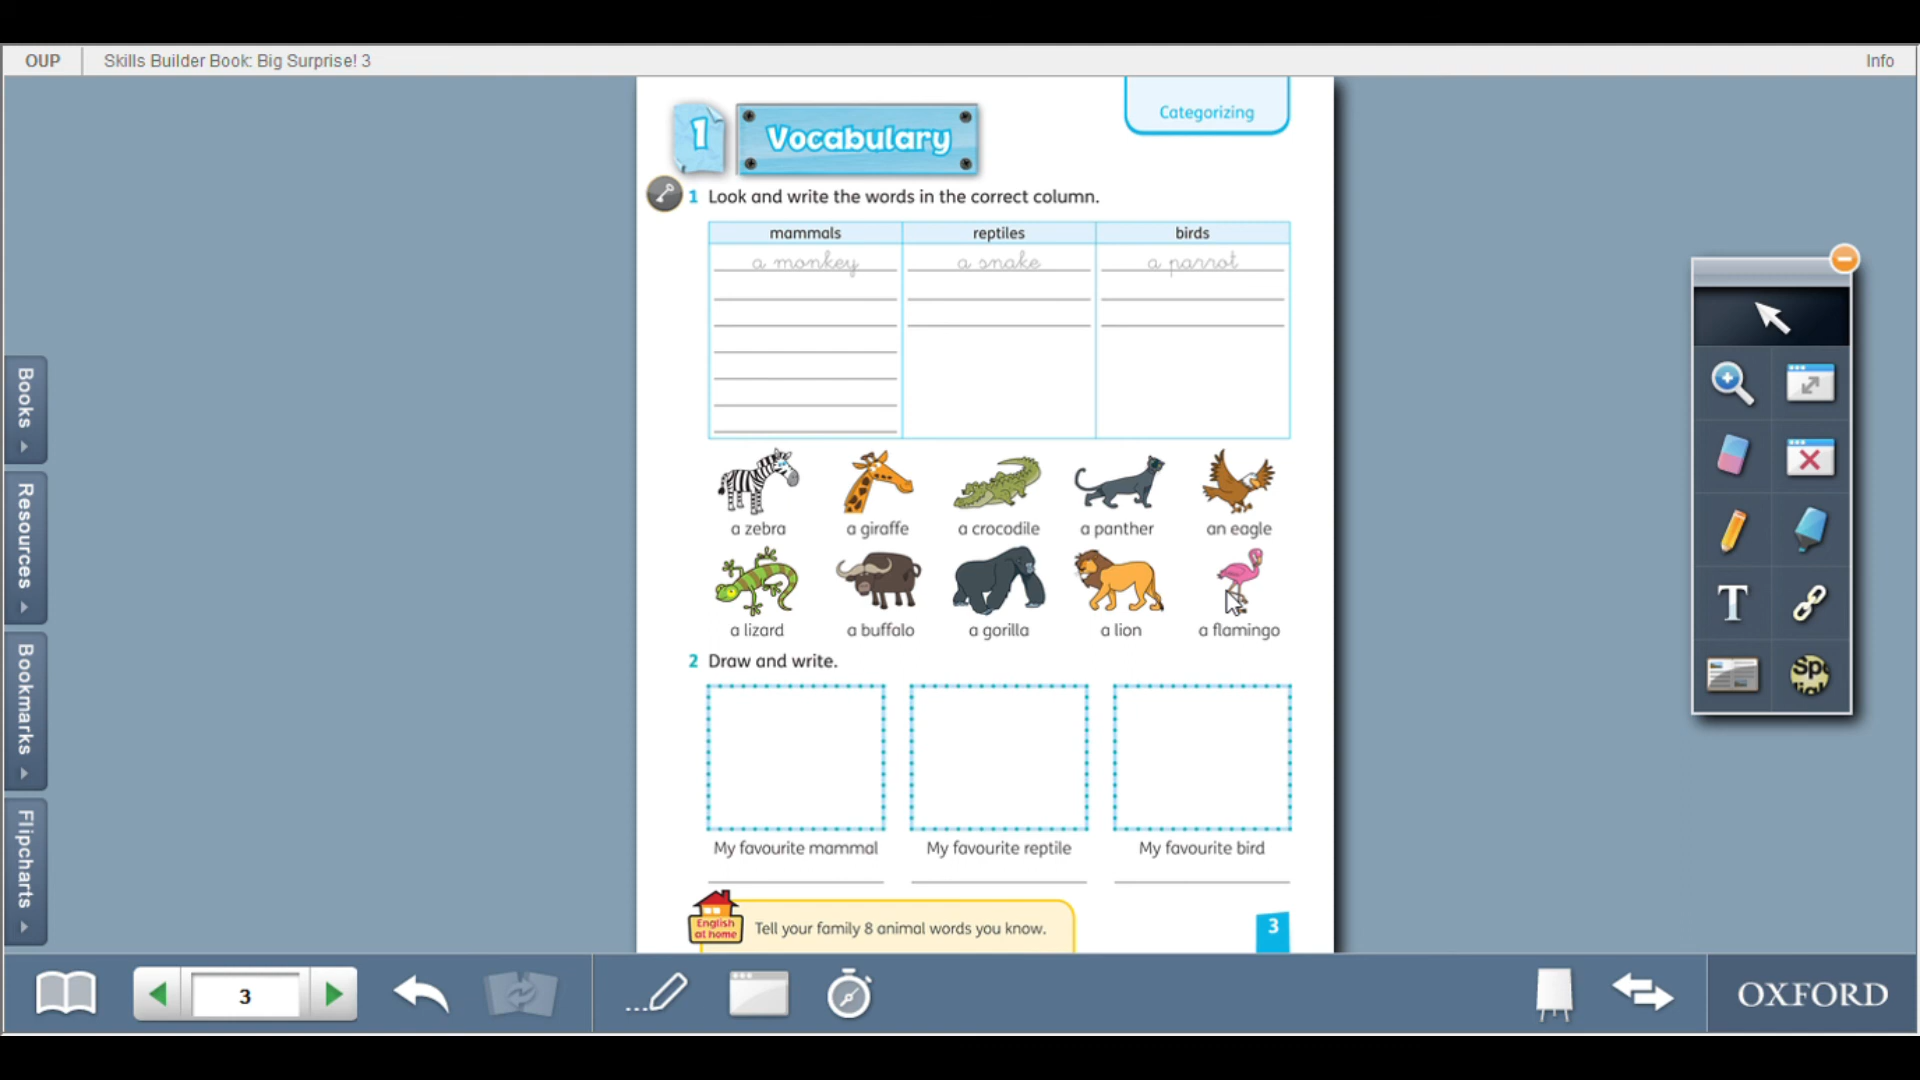 OUP
Skills Builder Book: Big Surprise! 3
Info
Categorizing
1
Vocabulary
1 Look and write the words in the correct column.
mammals reptiles birds
a monkey a snake a parrot
a zebra a giraffe a crocodile a panther an eagle
a lizard a buffalo a gorilla a lion a flamingo
2 Draw and write.
My favourite mammal My favourite reptile My favourite bird
English
at home
Tell your family 8 animal words you know.
3
Books
Resources
Bookmarks
Flipcharts
T
3
OXFORD